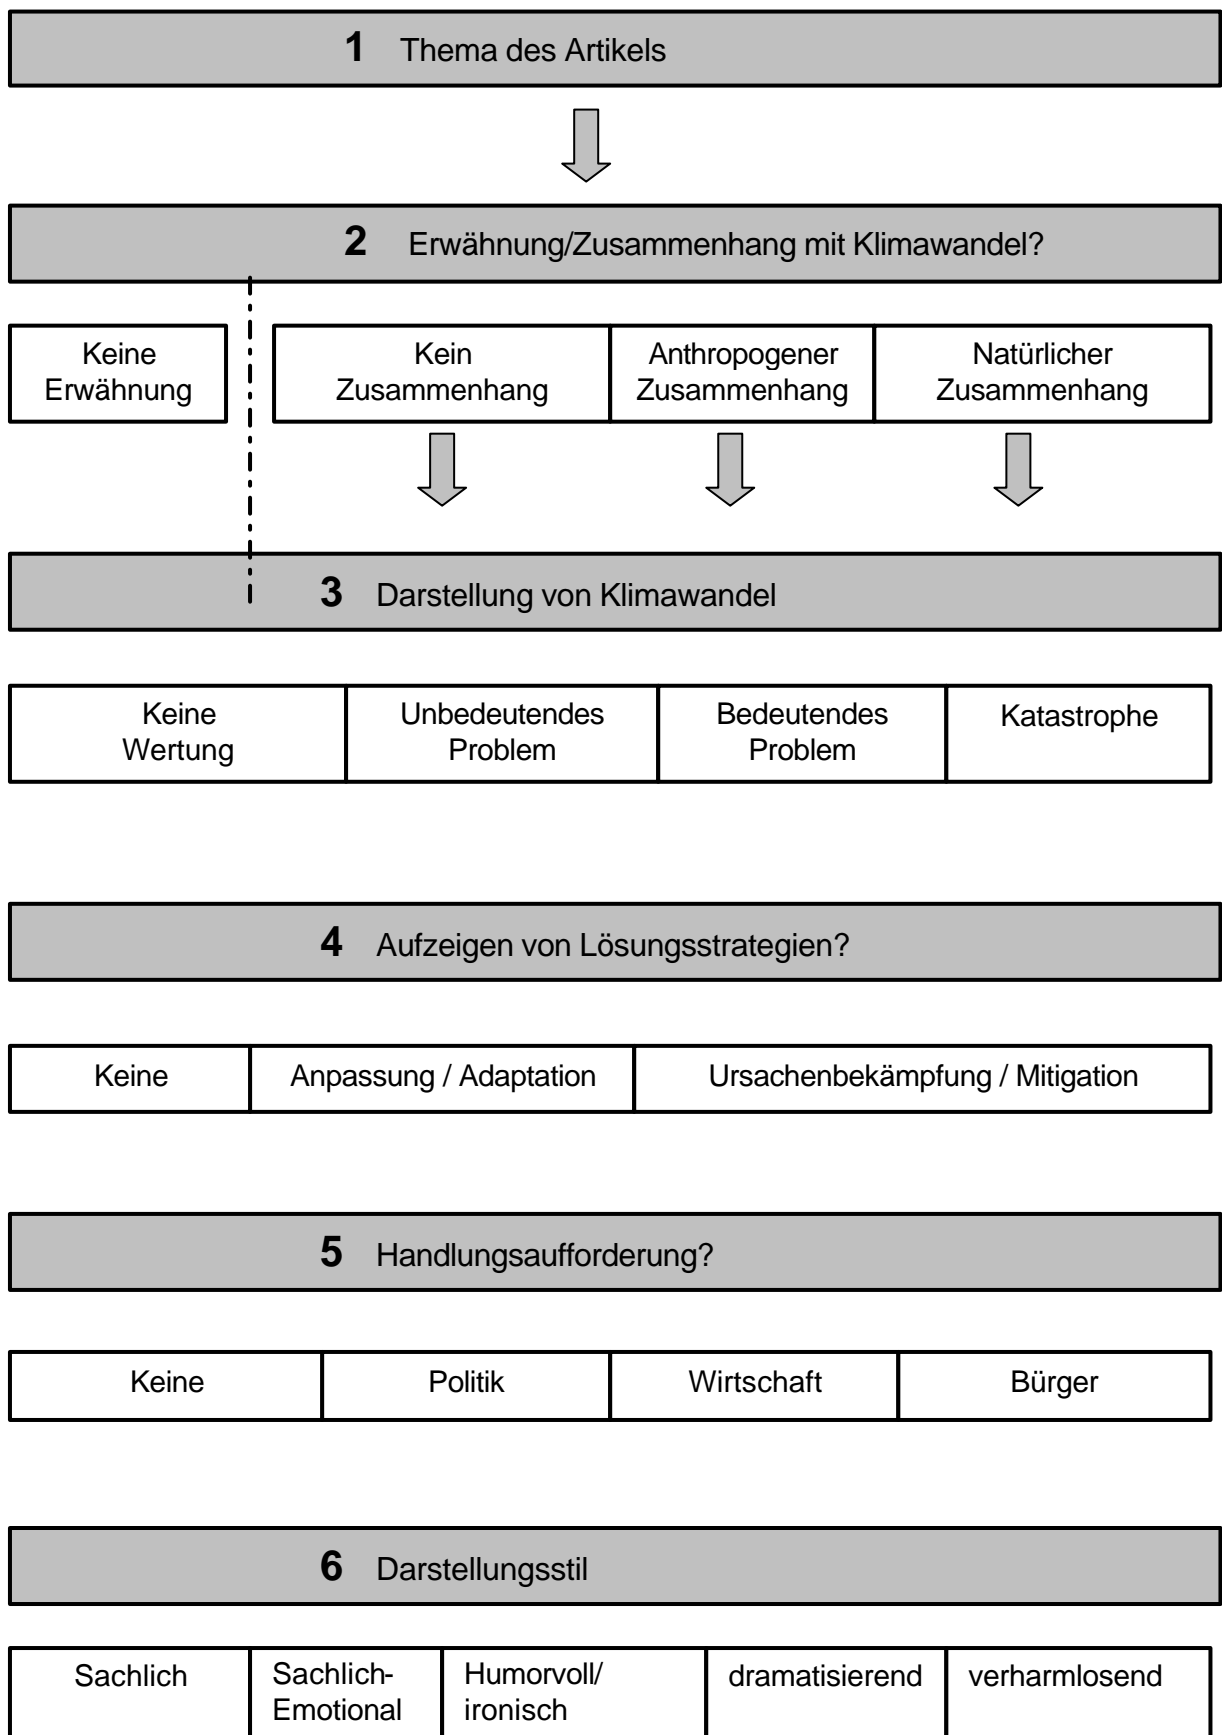 1 Thema des Artikels
2 Erwähnung/Zusammenhang mit Klimawandel?
Keine
Erwähnung
Kein
Zusammenhang
Anthropogener
Zusammenhang
Natürlicher
Zusammenhang
3 Darstellung von Klimawandel
Keine
Wertung
Unbedeutendes
Problem
Bedeutendes
Problem
Katastrophe
4 Aufzeigen von Lösungsstrategien?
Keine
Anpassung / Adaptation
Ursachenbekämpfung / Mitigation
5 Handlungsaufforderung?
Keine
Politik
Wirtschaft
Bürger
6 Darstellungsstil
Sachlich
Sachlich-
Emotional
Humorvoll/
ironisch
dramatisierend
verharmlosend